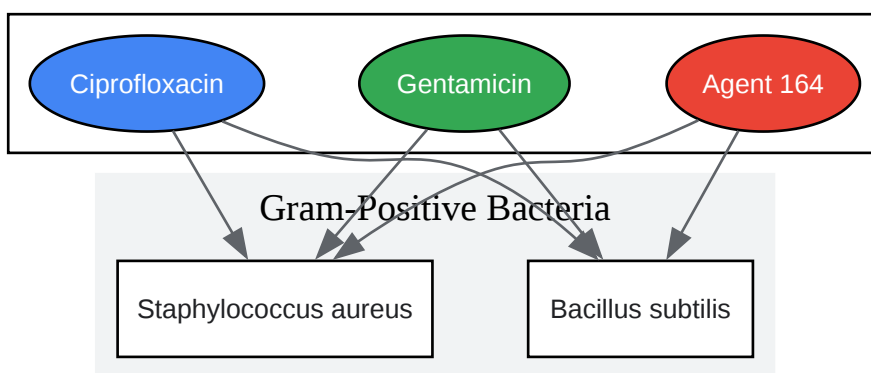 Ciprofloxacin
Gentamicin
Agent 164
Gram-Positive Bacteria
Staphylococcus aureus
Bacillus subtilis